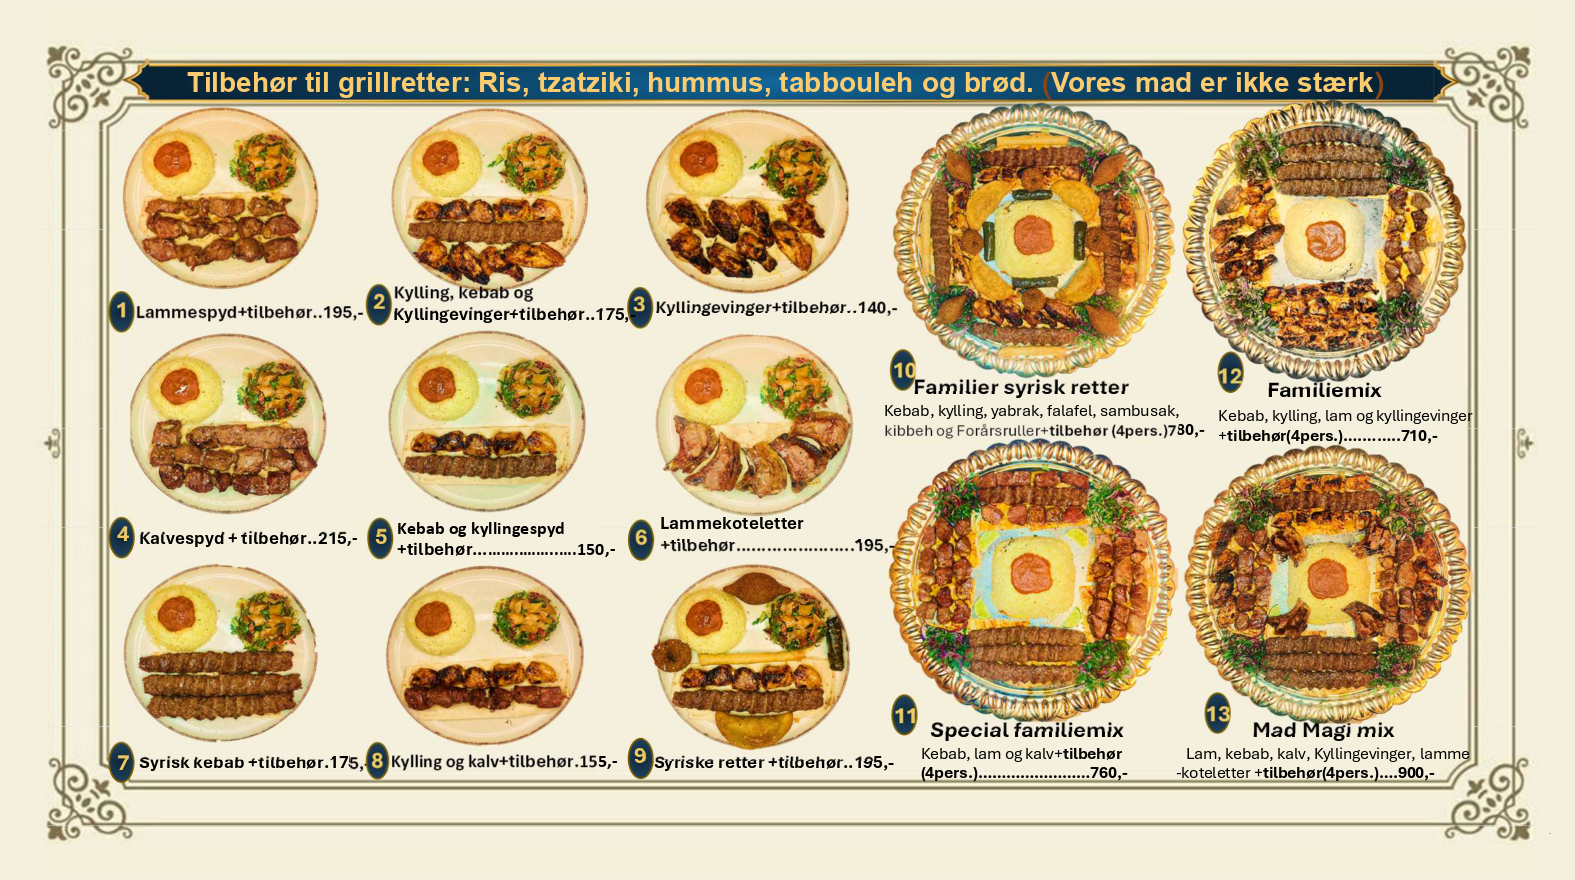 Tilbehør til grillretter: Ris, tzatziki, hummus, tabbouleh og brød. (Vores mad er ikke stærk)
1 Lammespyd+tilbehør..195,-
2 Kylling, kebab og
Kyllingevinger+tilbehør..175,-
3 Kyllingevinger+tilbehør..140,-
4 Kalvespyd + tilbehør..215,-
5 Kebab og kyllingespyd
+tilbehør......................150,-
6 Lammekoteletter
+tilbehør......................195,-
7 Syrisk kebab +tilbehør.175,-
8 Kylling og kalv+tilbehør.155,-
9 Syriske retter +tilbehør..195,-
10 Familier syrisk retter
Kebab, kylling, yabrak, falafel, sambusak,
kibbeh og Forårsruller+tilbehør (4pers.)780,-
12 Familiemix
Kebab, kylling, lam og kyllingevinger
+tilbehør(4pers.)............710,-
11 Special familiemix
Kebab, lam og kalv+tilbehør
(4pers.)........................760,-
13 Mad Magi mix
Lam, kebab, kalv, Kyllingevinger, lamme
-koteletter +tilbehør(4pers.)....900,-